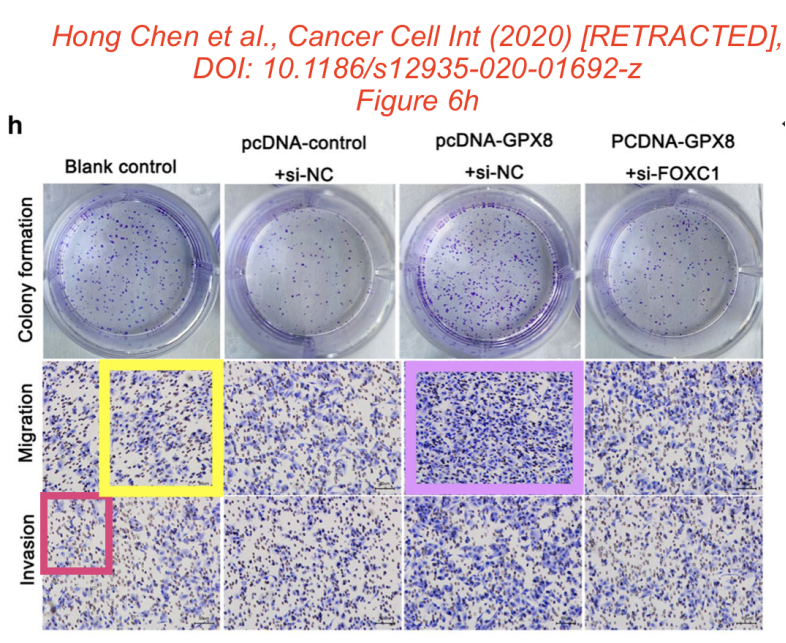 Hong Chen et al., Cancer Cell Int (2020) [RETRACTED],
DOI: 10.1186/s12935-020-01692-z
Figure 6h
h
Blank control
pcDNA-control
+si-NC
pcDNA-GPX8
+si-NC
PCDNA-GPX8
+si-FOXC1
Colony formation
Migration
Invasion